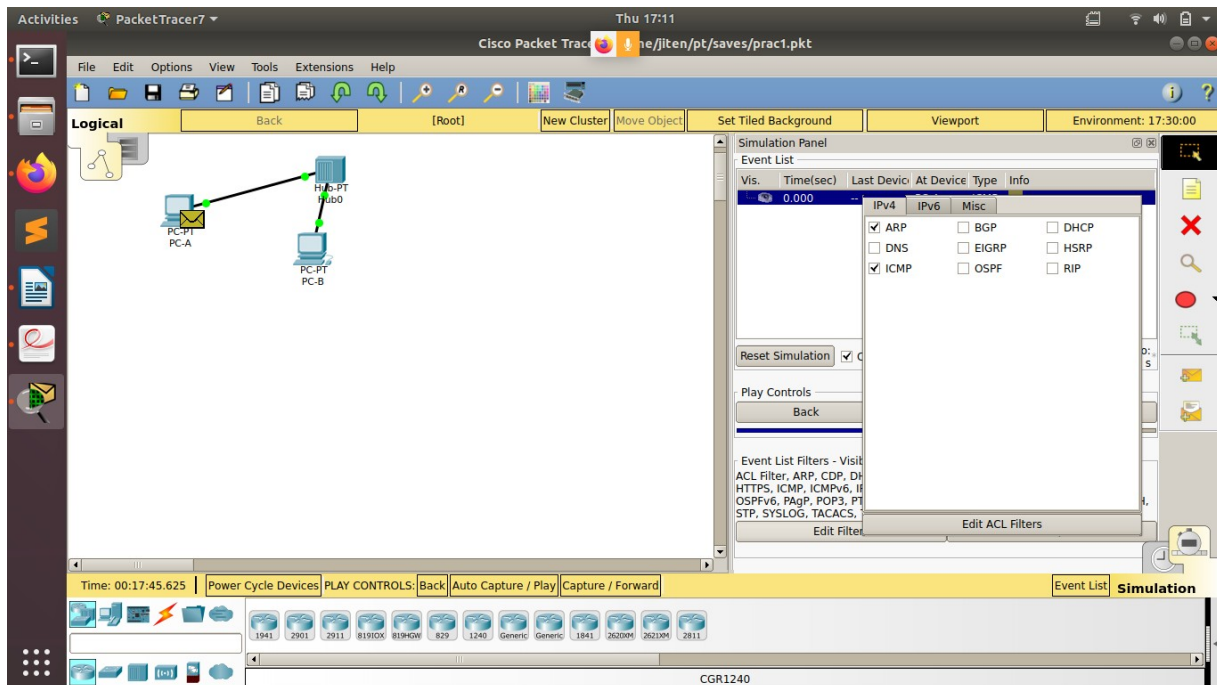 Activities PacketTracer7 Thu 17:11
Cisco Packet Trac e/jiten/pt/saves/prac1.pkt
File Edit Options View Tools Extensions Help
Logical Back [Root] New Cluster Move Object Set Tiled Background Viewport Environment: 17:30:00
Simulation Panel
Event List
Vis. Time(sec) Last Devic At Device Type Info
0.000 --
IPv4 IPv6 Misc
ARP BGP DHCP
DNS EIGRP HSRP
ICMP OSPF RIP
Hub-PT
Hub0
PC-PT
PC-A
PC-PT
PC-B
Reset Simulation
Play Controls
Back
Event List Filters - Visib
ACL Filter, ARP, CDP, DH
HTTPS, ICMP, ICMPv6, IP
OSPFv6, PAgP, POP3, PT
STP, SYSLOG, TACACS,
Edit Filter
Edit ACL Filters
Time: 00:17:45.625 Power Cycle Devices PLAY CONTROLS: Back Auto Capture / Play Capture / Forward Event List Simulation
1941 2901 2911 819IOX 819HGW 829 1240 Generic Generic 1841 2620XM 2621XM 2811
CGR1240